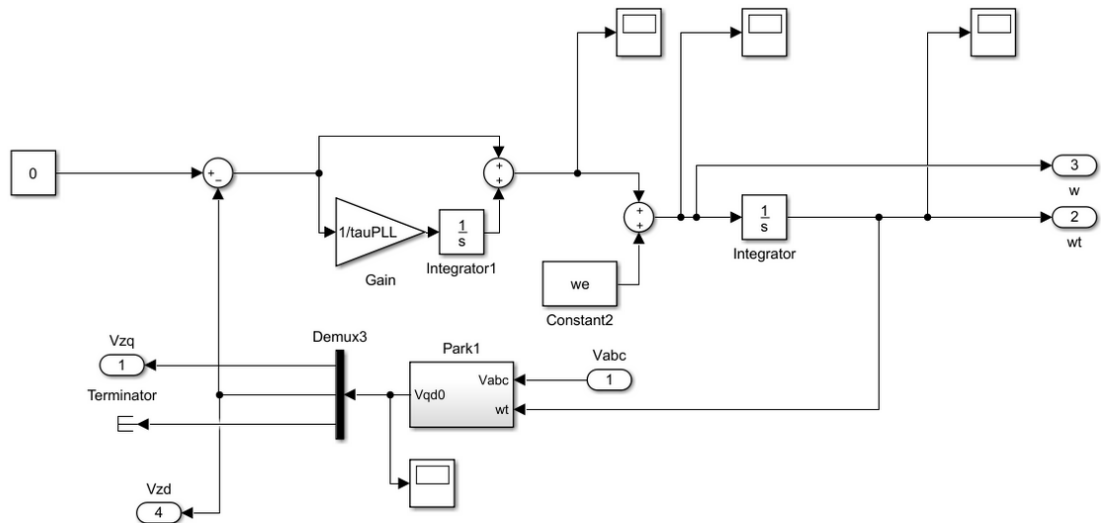 0
+
−
+
+
1/tauPLL
Gain
1
s
Integrator1
+
+
we
Constant2
1
s
Integrator
3
w
2
wt
Vzq
1
Terminator
Demux3
Park1
Vqd0
Vabc
wt
Vabc
1
Vzd
4